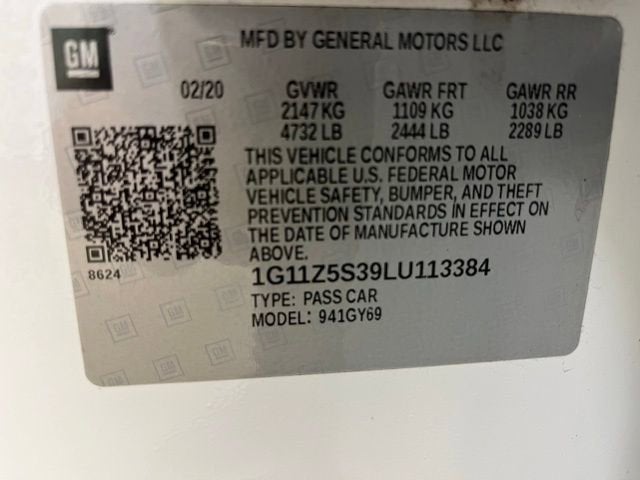 GM
MFD BY GENERAL MOTORS LLC
02/20 GVWR GAWR FRT GAWR RR
2147 KG 1109 KG 1038 KG
4732 LB 2444 LB 2289 LB
THIS VEHICLE CONFORMS TO ALL
APPLICABLE U.S. FEDERAL MOTOR
VEHICLE SAFETY, BUMPER, AND THEFT
PREVENTION STANDARDS IN EFFECT ON
THE DATE OF MANUFACTURE SHOWN
ABOVE.
8624
1G11Z5S39LU113384
TYPE: PASS CAR
MODEL: 941GY69